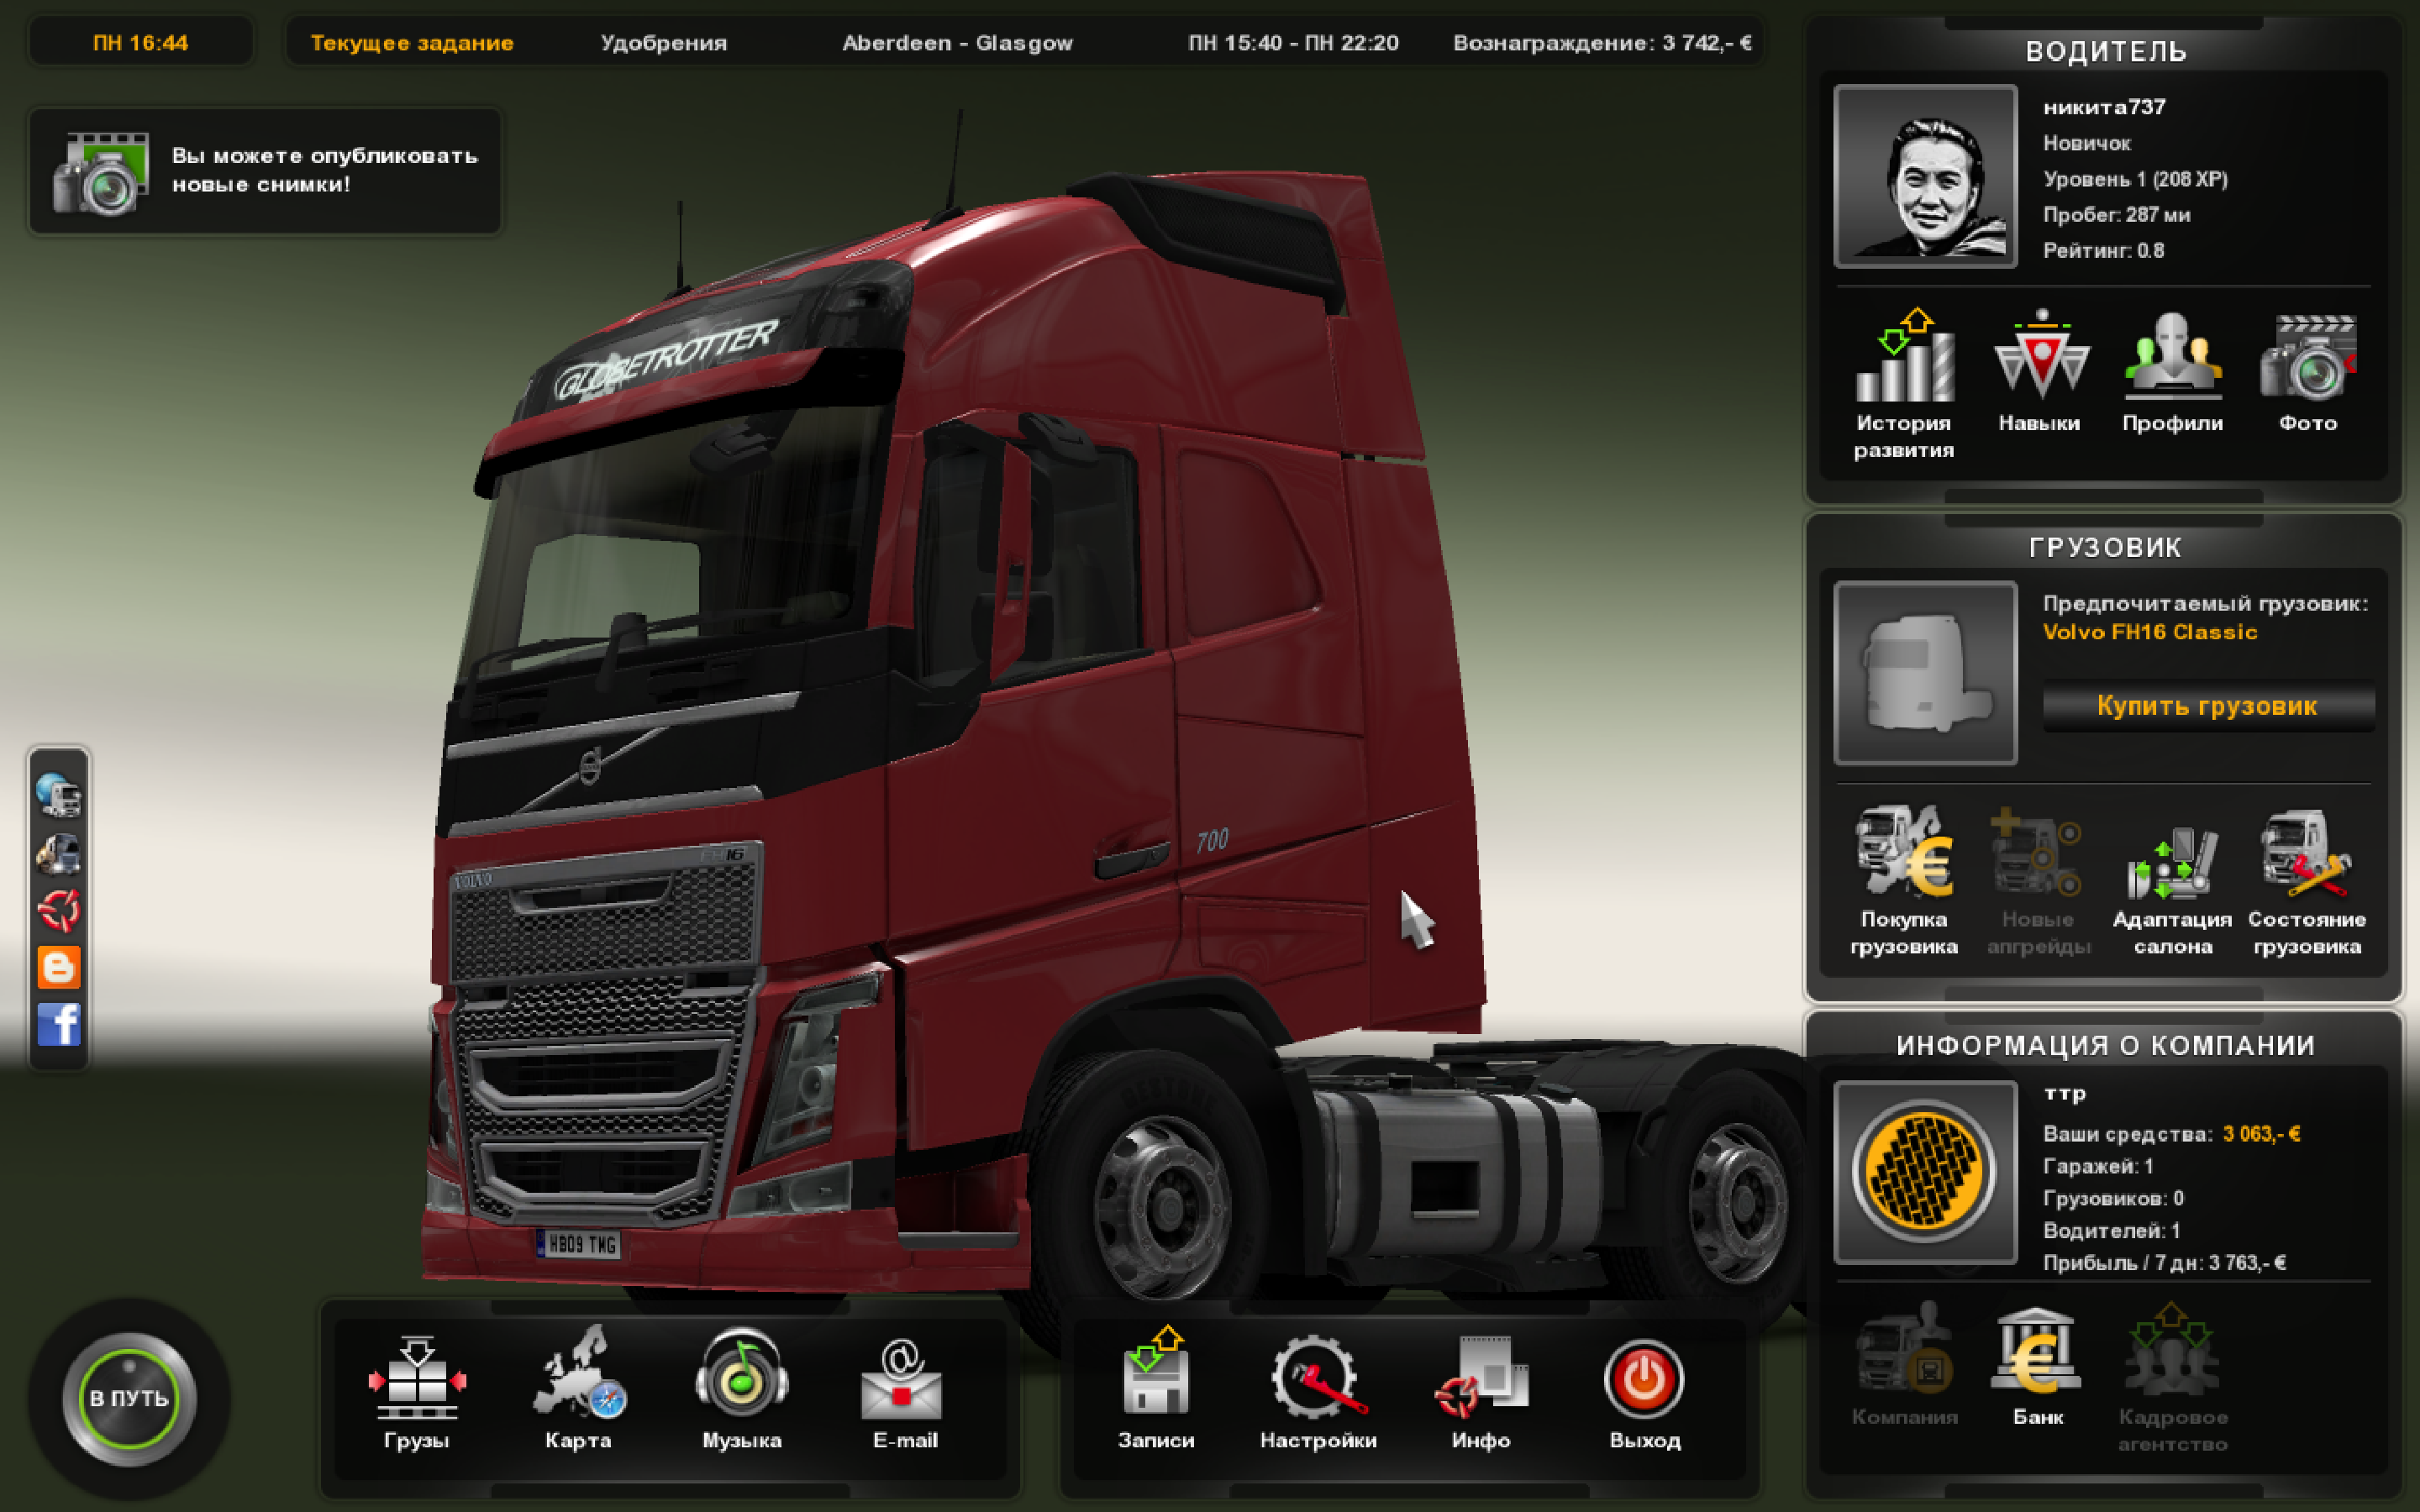 ПН 16:44
Текущее задание Удобрения Aberdeen - Glasgow ПН 15:40 - ПН 22:20 Вознаграждение: 3 742,- €
Вы можете опубликовать
новые снимки!
GLOBETROTTER
VOLVO
FH16
700
HB09 TMG
ВОДИТЕЛЬ
никита737
Новичок
Уровень 1 (208 XP)
Пробег: 287 ми
Рейтинг: 0.8
История
развития
Навыки
Профили
Фото
ГРУЗОВИК
Предпочитаемый грузовик:
Volvo FH16 Classic
Купить грузовик
Покупка
грузовика
Новые
апгрейды
Адаптация
салона
Состояние
грузовика
ИНФОРМАЦИЯ О КОМПАНИИ
ттр
Ваши средства: 3 063,- €
Гаражей: 1
Грузовиков: 0
Водителей: 1
Прибыль / 7 дн: 3 763,- €
Компания
Банк
Кадровое
агентство
В ПУТЬ
Грузы
Карта
Музыка
E-mail
Записи
Настройки
Инфо
Выход